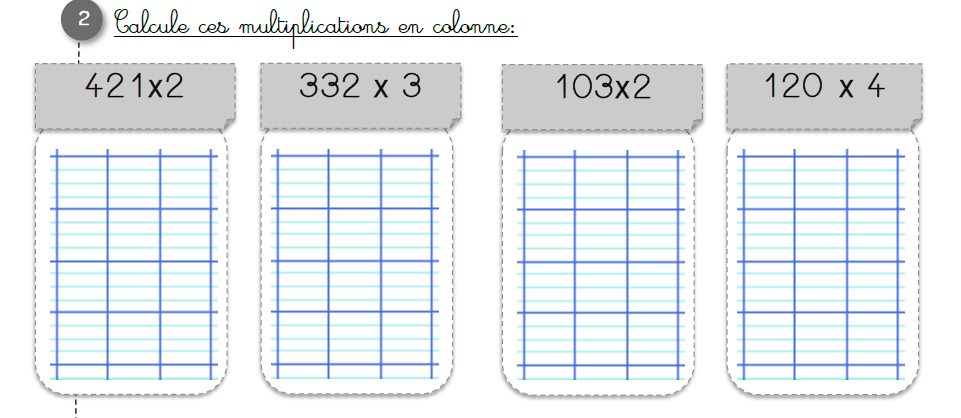 2 Calcule ces multiplications en colonne:
421x2 332 x 3 103x2 120 x 4